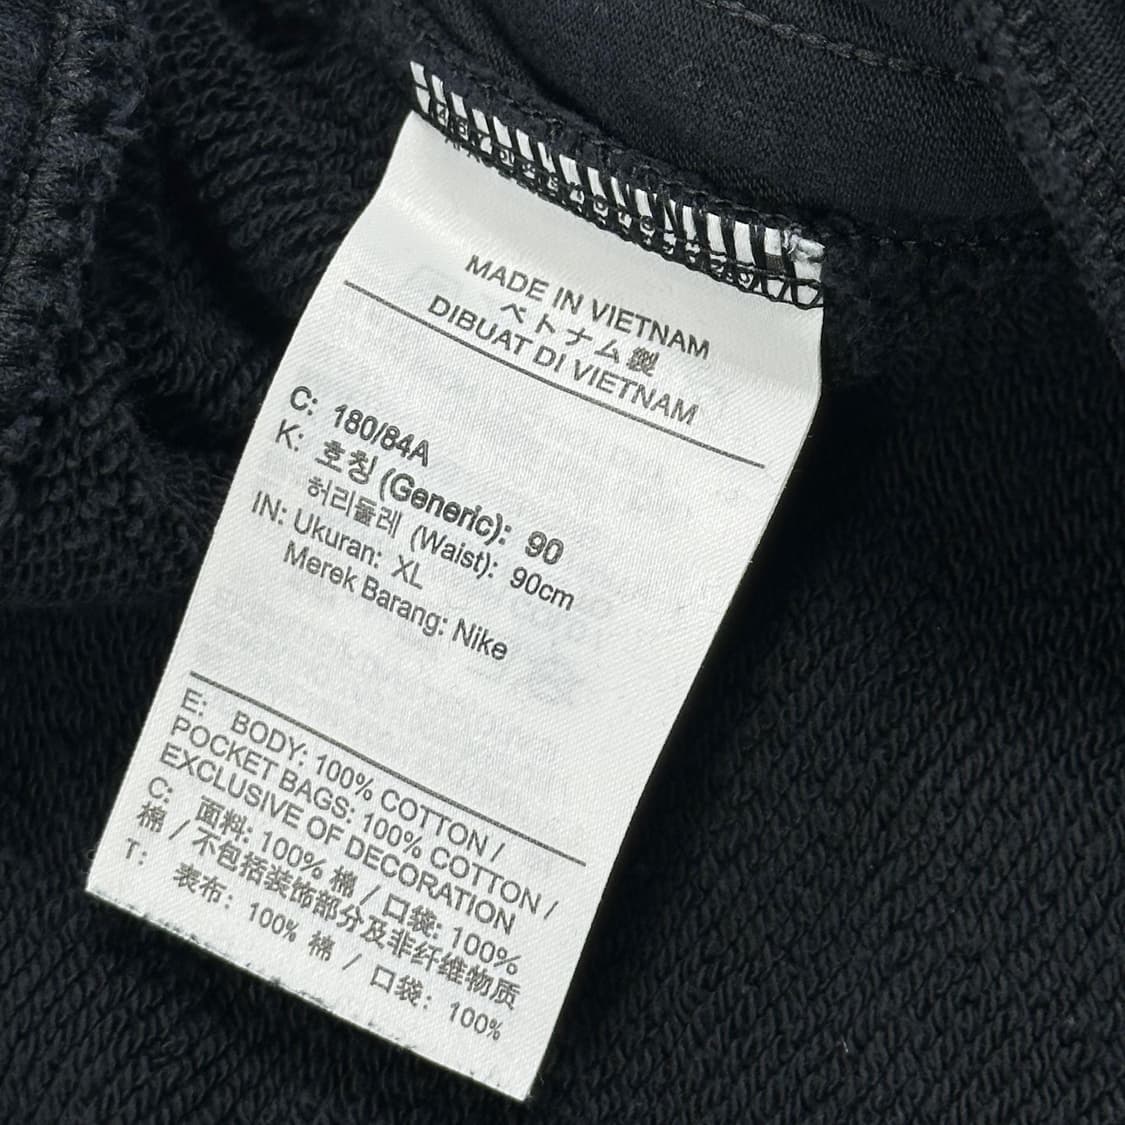 MADE IN VIETNAM
ベトナム製
DIBUAT DI VIETNAM
C: 180/84A
K: 호칭 (Generic): 90
허리둘레 (Waist): 90cm
IN: Ukuran: XL
Merek Barang: Nike
E: BODY: 100% COTTON /
POCKET BAGS: 100% COTTON /
EXCLUSIVE OF DECORATION
C: 面料: 100% 棉 / 口袋: 100%
棉 / 不包括装饰部分及非纤维物质
T: 表布: 100% 棉 / 口袋: 100%